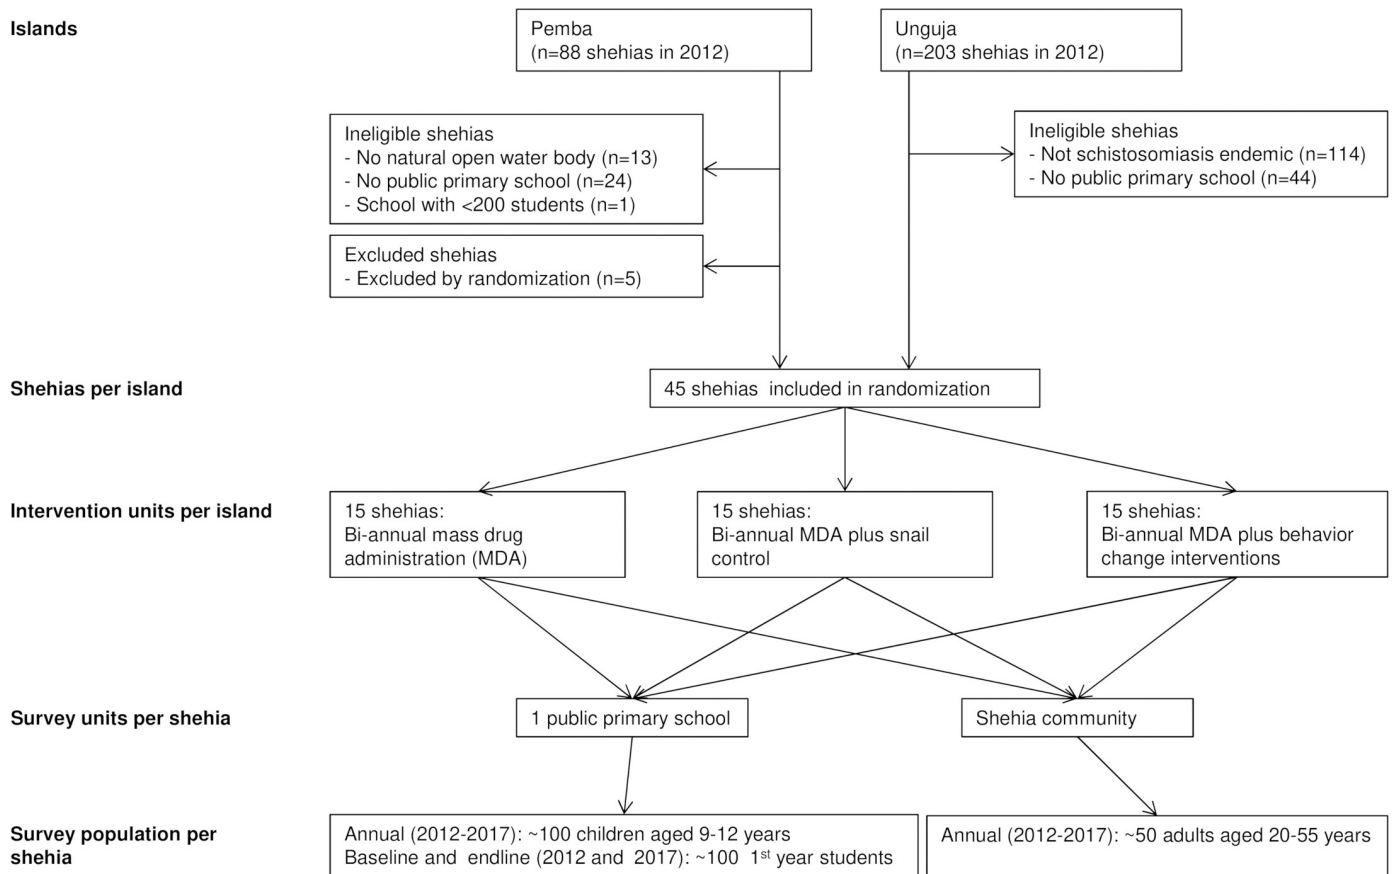 Islands
Pemba
(n=88 shehias in 2012)
Unguja
(n=203 shehias in 2012)
Ineligible shehias
- No natural open water body (n=13)
- No public primary school (n=24)
- School with <200 students (n=1)
Ineligible shehias
- Not schistosomiasis endemic (n=114)
- No public primary school (n=44)
Excluded shehias
- Excluded by randomization (n=5)
Shehias per island
45 shehias included in randomization
Intervention units per island
15 shehias:
Bi-annual mass drug
administration (MDA)
15 shehias:
Bi-annual MDA plus snail
control
15 shehias:
Bi-annual MDA plus behavior
change interventions
Survey units per shehia
1 public primary school
Shehia community
Survey population per
shehia
Annual (2012-2017): ~100 children aged 9-12 years
Baseline and endline (2012 and 2017): ~100 1st year students
Annual (2012-2017): ~50 adults aged 20-55 years